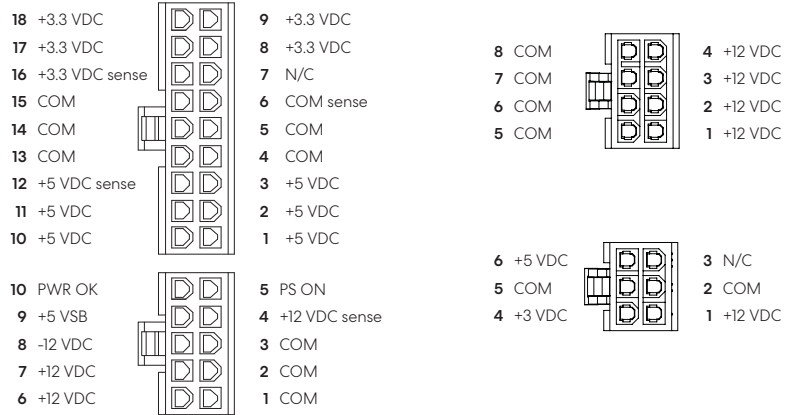 18 +3.3 VDC 9 +3.3 VDC
17 +3.3 VDC 8 +3.3 VDC
16 +3.3 VDC sense 7 N/C
15 COM 6 COM sense
14 COM 5 COM
13 COM 4 COM
12 +5 VDC sense 3 +5 VDC
11 +5 VDC 2 +5 VDC
10 +5 VDC 1 +5 VDC
10 PWR OK 5 PS ON
9 +5 VSB 4 +12 VDC sense
8 -12 VDC 3 COM
7 +12 VDC 2 COM
6 +12 VDC 1 COM
8 COM 4 +12 VDC
7 COM 3 +12 VDC
6 COM 2 +12 VDC
5 COM 1 +12 VDC
6 +5 VDC 3 N/C
5 COM 2 COM
4 +3 VDC 1 +12 VDC